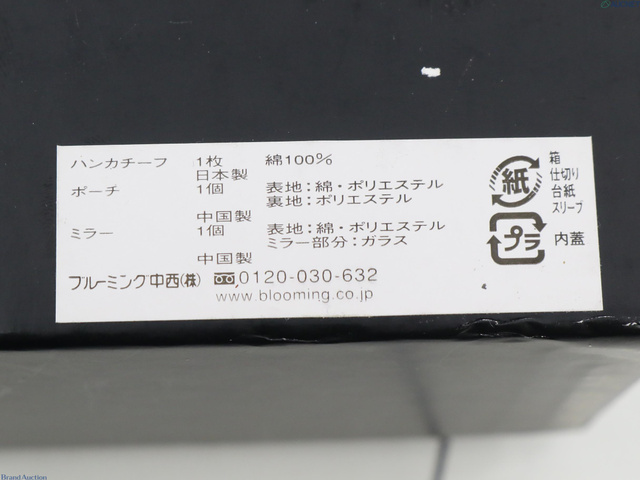 ハンカチーフ 1枚 綿100%
日本製
ポーチ 1個 表地:綿・ポリエステル
裏地:ポリエステル
中国製
ミラー 1個 表地:綿・ポリエステル
ミラー部分:ガラス
中国製
ブルーミング中西(株) 0120-030-632
www.blooming.co.jp
紙 箱
仕切り
台紙
スリーブ
プラ 内蓋
BrandAuction